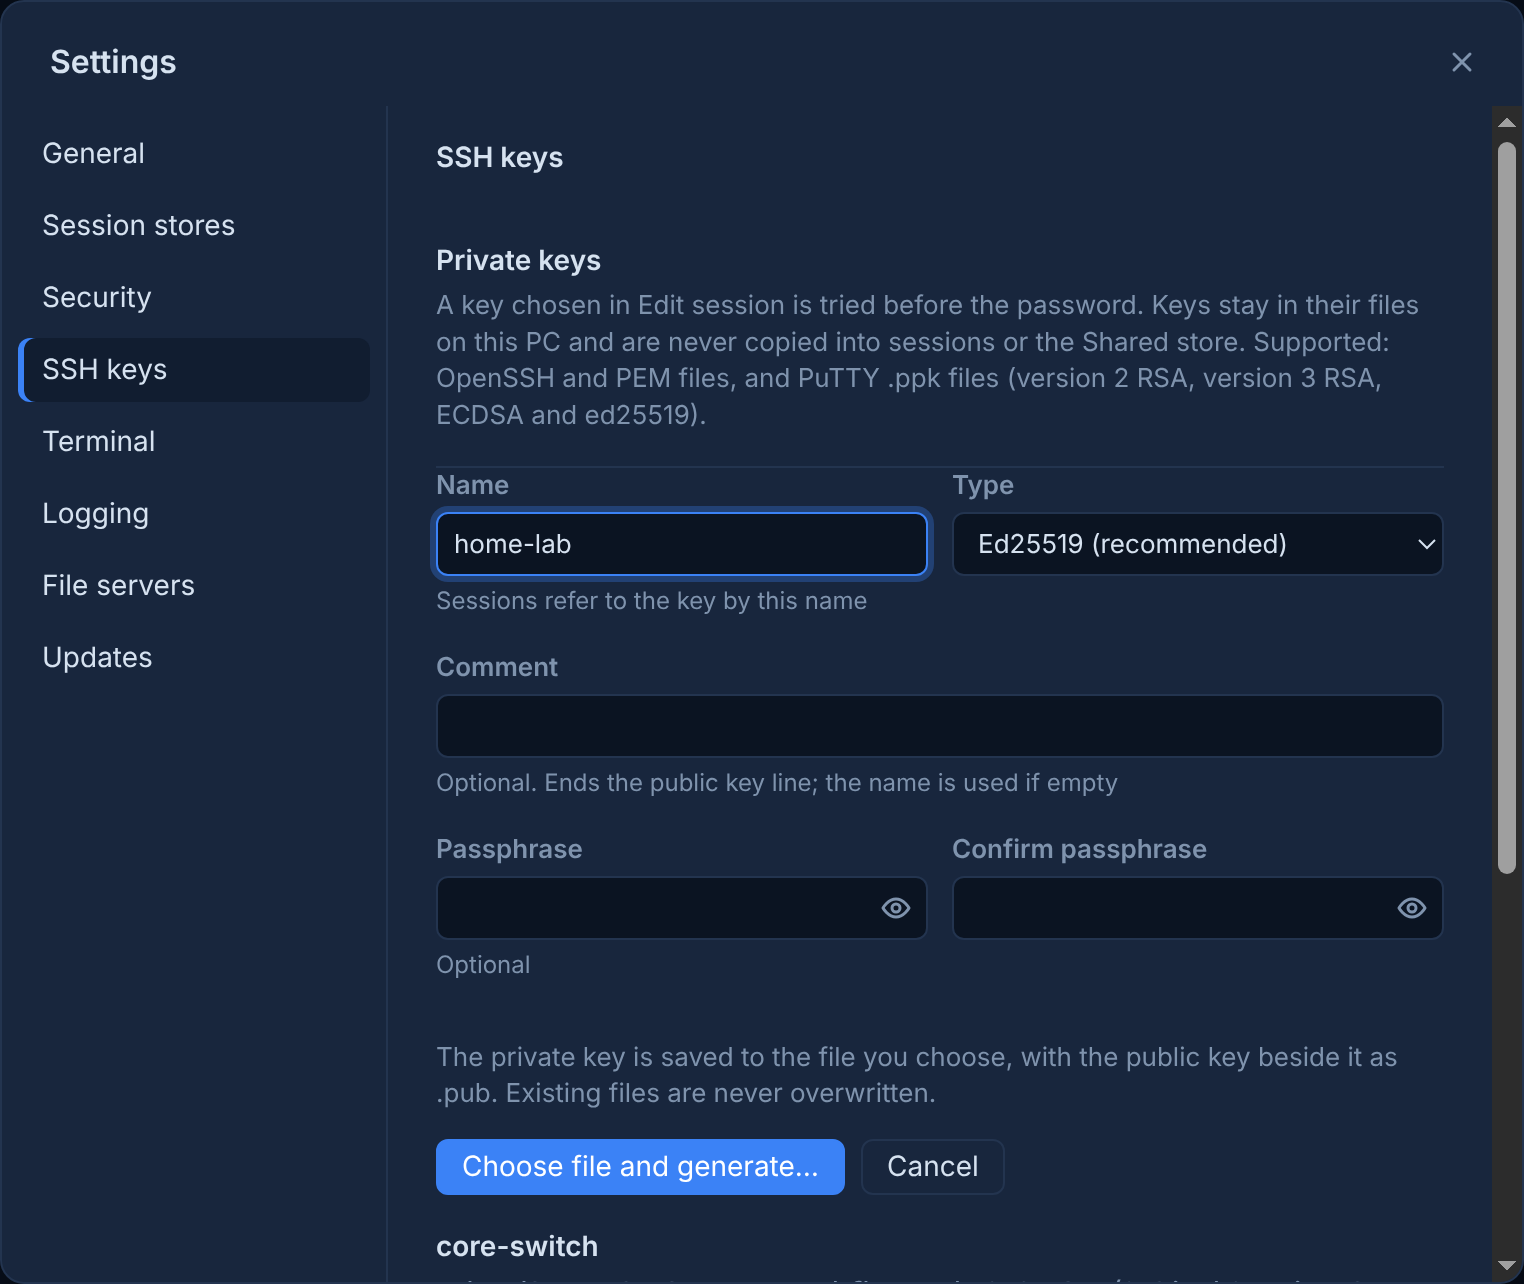 Settings
General
Session stores
Security
SSH keys
Terminal
Logging
File servers
Updates
SSH keys
Private keys
A key chosen in Edit session is tried before the password. Keys stay in their files
on this PC and are never copied into sessions or the Shared store. Supported:
OpenSSH and PEM files, and PuTTY .ppk files (version 2 RSA, version 3 RSA,
ECDSA and ed25519).
Name
Type
home-lab
Ed25519 (recommended)
Sessions refer to the key by this name
Comment
Optional. Ends the public key line; the name is used if empty
Passphrase
Confirm passphrase
Optional
The private key is saved to the file you choose, with the public key beside it as
.pub. Existing files are never overwritten.
Choose file and generate...
Cancel
core-switch